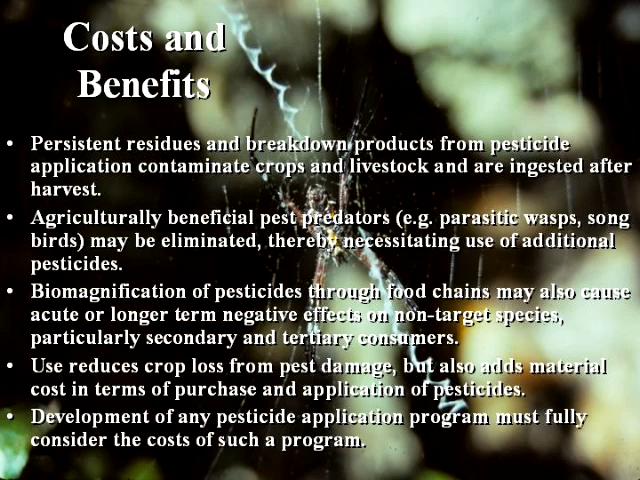 Costs and
Benefits
• Persistent residues and breakdown products from pesticide
application contaminate crops and livestock and are ingested after
harvest.
• Agriculturally beneficial pest predators (e.g. parasitic wasps, song
birds) may be eliminated, thereby necessitating use of additional
pesticides.
• Biomagnification of pesticides through food chains may also cause
acute or longer term negative effects on non-target species,
particularly secondary and tertiary consumers.
• Use reduces crop loss from pest damage, but also adds material
cost in terms of purchase and application of pesticides.
• Development of any pesticide application program must fully
consider the costs of such a program.